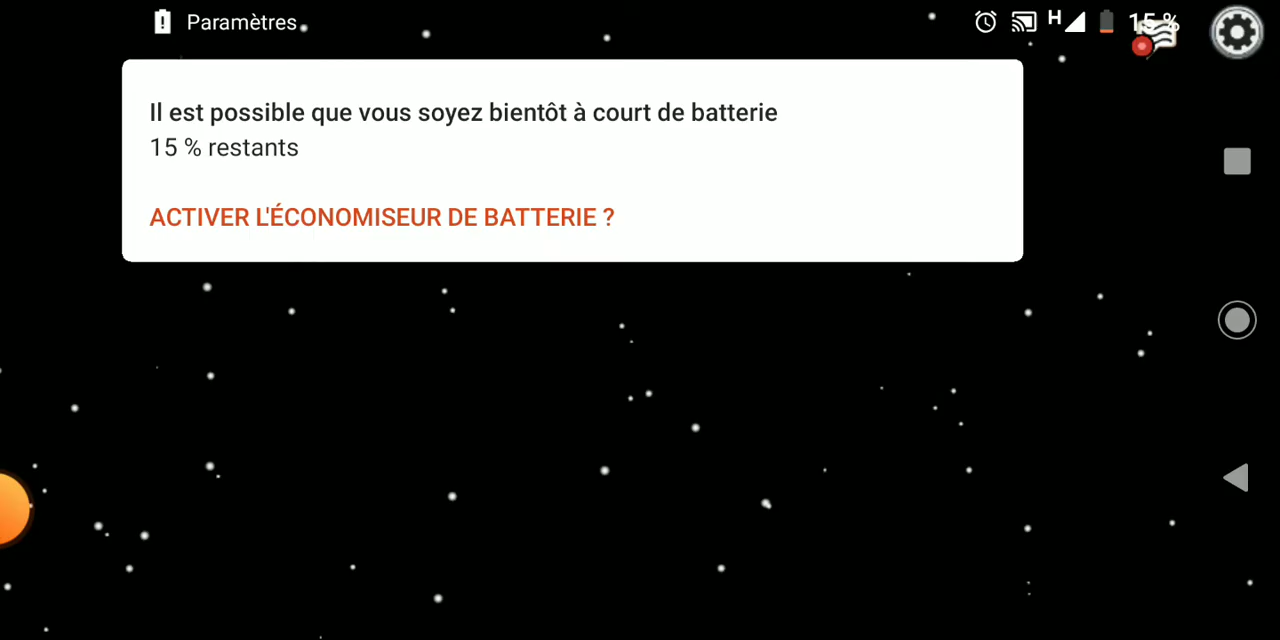 Paramètres
H 15 %
Il est possible que vous soyez bientôt à court de batterie
15 % restants
ACTIVER L'ÉCONOMISEUR DE BATTERIE ?